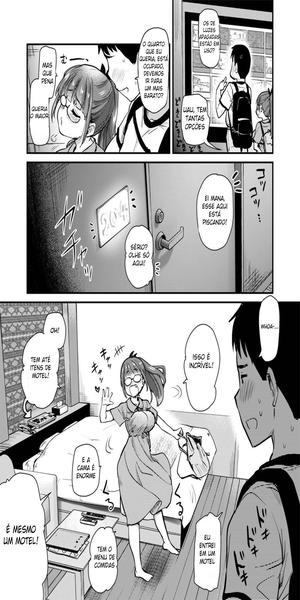 OS DE
LUZES
APAGADAS
ESTÃO EM
USO?
O QUARTO
QUE EU
QUERIA, ESTÁ
OCUPADO,
DEVEMOS
IR PARA UM
MAIS
BARATO?
MAS
QUE
PENA
QUERIA
O MAIOR
UAU, TEM
TANTAS
OPÇÕES
EI MANA,
ESSE AQUI
ESTÁ
PISCANDO!
204
SÉRIO?
OLHE SÓ
AQUI!
WHOA-...
OH!
ISSO É
INCRÍVEL!
TEM ATÉ
ITENS DE
MOTEL!
E A
CAMA É
ENORME
EU
ENTREI EM
UM MOTEL
TEM O
MENU DE
COMIDAS
É MESMO
UM MOTEL!